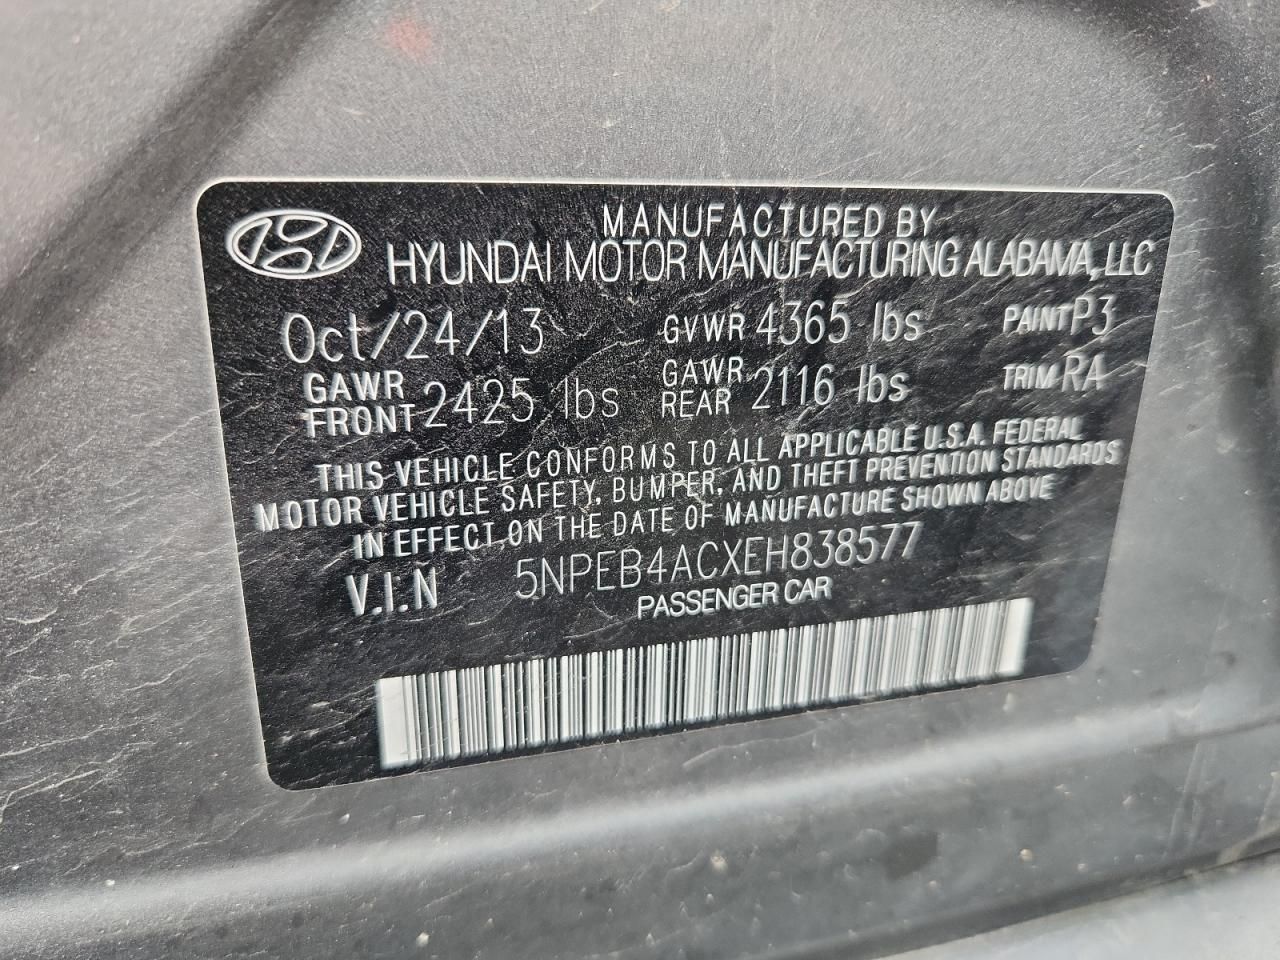 MANUFACTURED BY
HYUNDAI MOTOR MANUFACTURING ALABAMA, LLC
Oct/24/13 GVWR 4365 lbs PAINT P3
GAWR FRONT 2425 lbs GAWR REAR 2116 lbs TRIM RA
THIS VEHICLE CONFORMS TO ALL APPLICABLE U.S.A. FEDERAL
MOTOR VEHICLE SAFETY, BUMPER, AND THEFT PREVENTION STANDARDS
IN EFFECT ON THE DATE OF MANUFACTURE SHOWN ABOVE
V.I.N 5NPEB4ACXEH838577
PASSENGER CAR